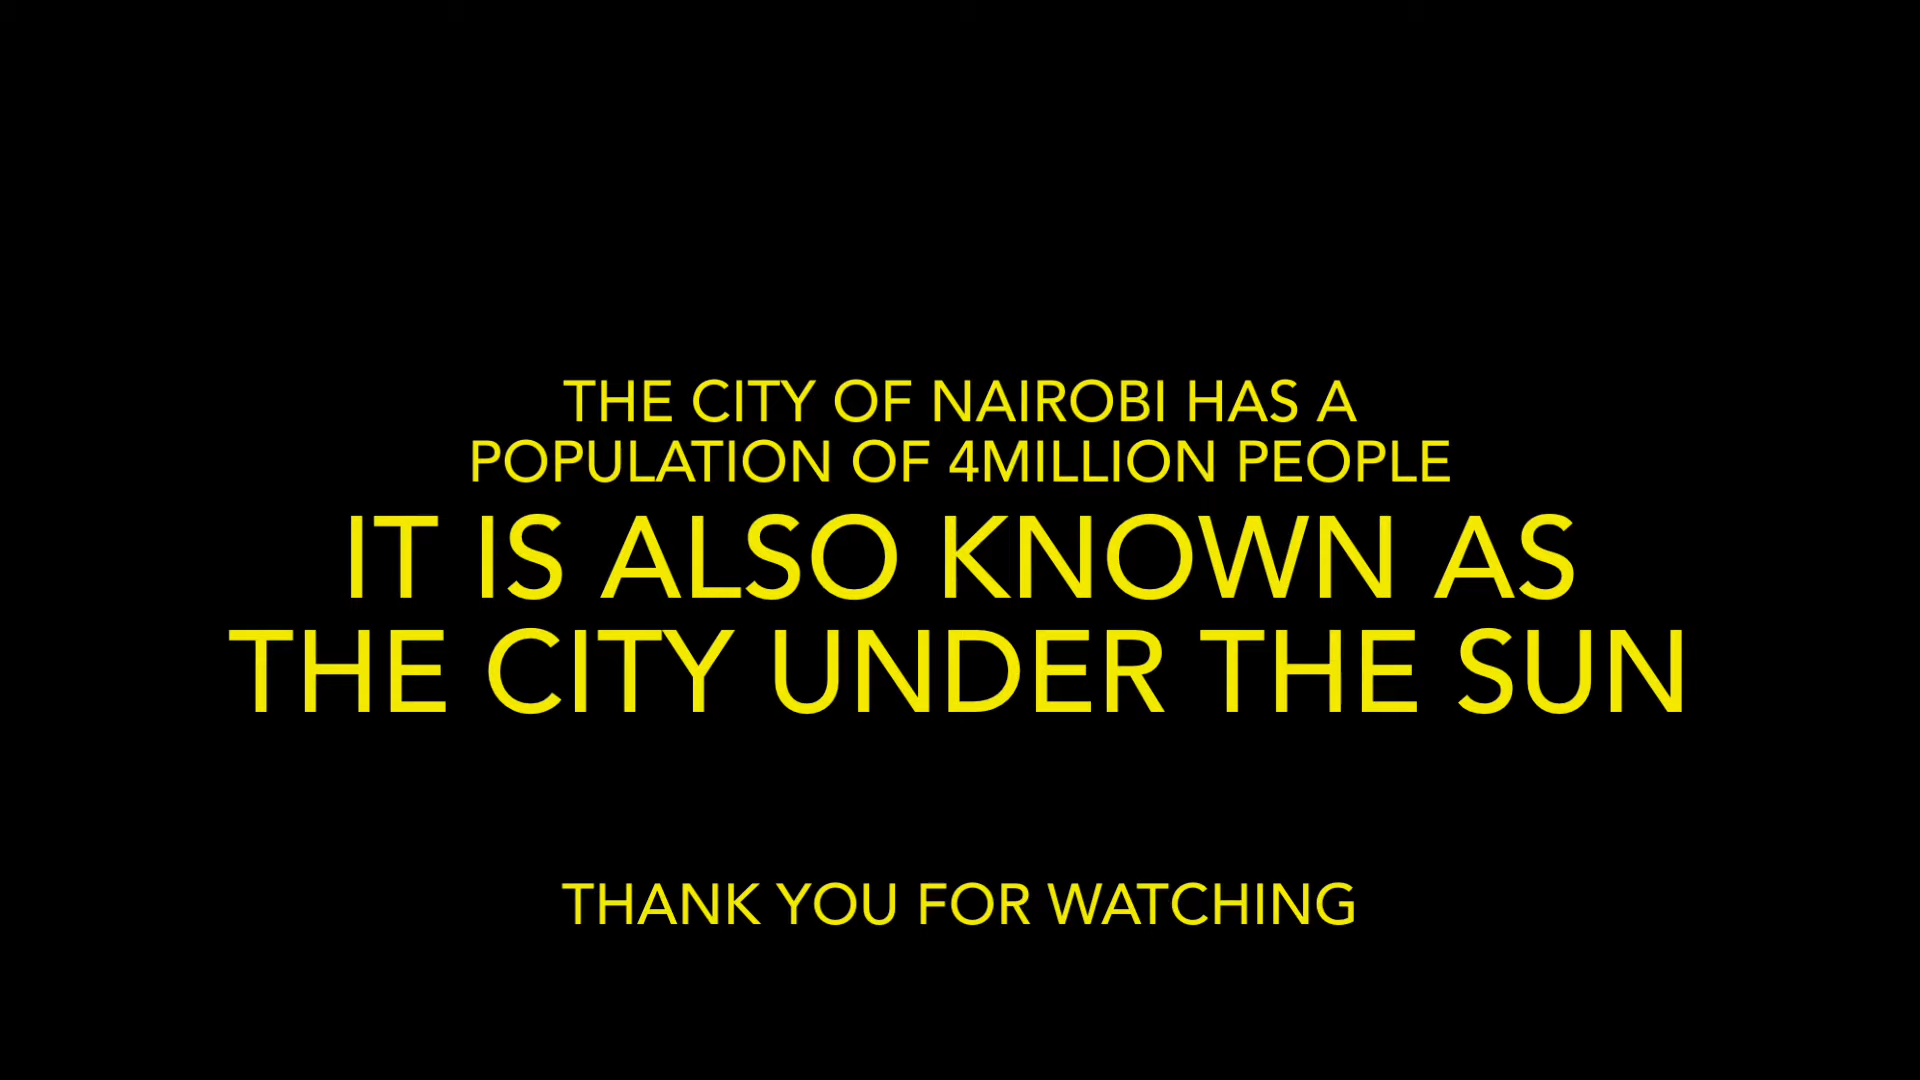 THE CITY OF NAIROBI HAS A
POPULATION OF 4MILLION PEOPLE
IT IS ALSO KNOWN AS
THE CITY UNDER THE SUN
THANK YOU FOR WATCHING